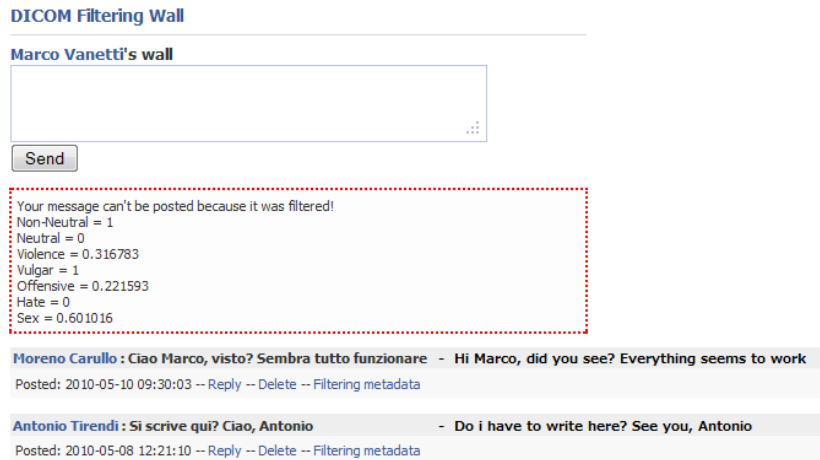 DICOM Filtering Wall
Marco Vanetti's wall
Send
Your message can't be posted because it was filtered!
Non-Neutral = 1
Neutral = 0
Violence = 0.316783
Vulgar = 1
Offensive = 0.221593
Hate = 0
Sex = 0.601016
Moreno Carullo : Ciao Marco, visto? Sembra tutto funzionare - Hi Marco, did you see? Everything seems to work
Posted: 2010-05-10 09:30:03 -- Reply -- Delete -- Filtering metadata
Antonio Tirendi : Si scrive qui? Ciao, Antonio - Do i have to write here? See you, Antonio
Posted: 2010-05-08 12:21:10 -- Reply -- Delete -- Filtering metadata